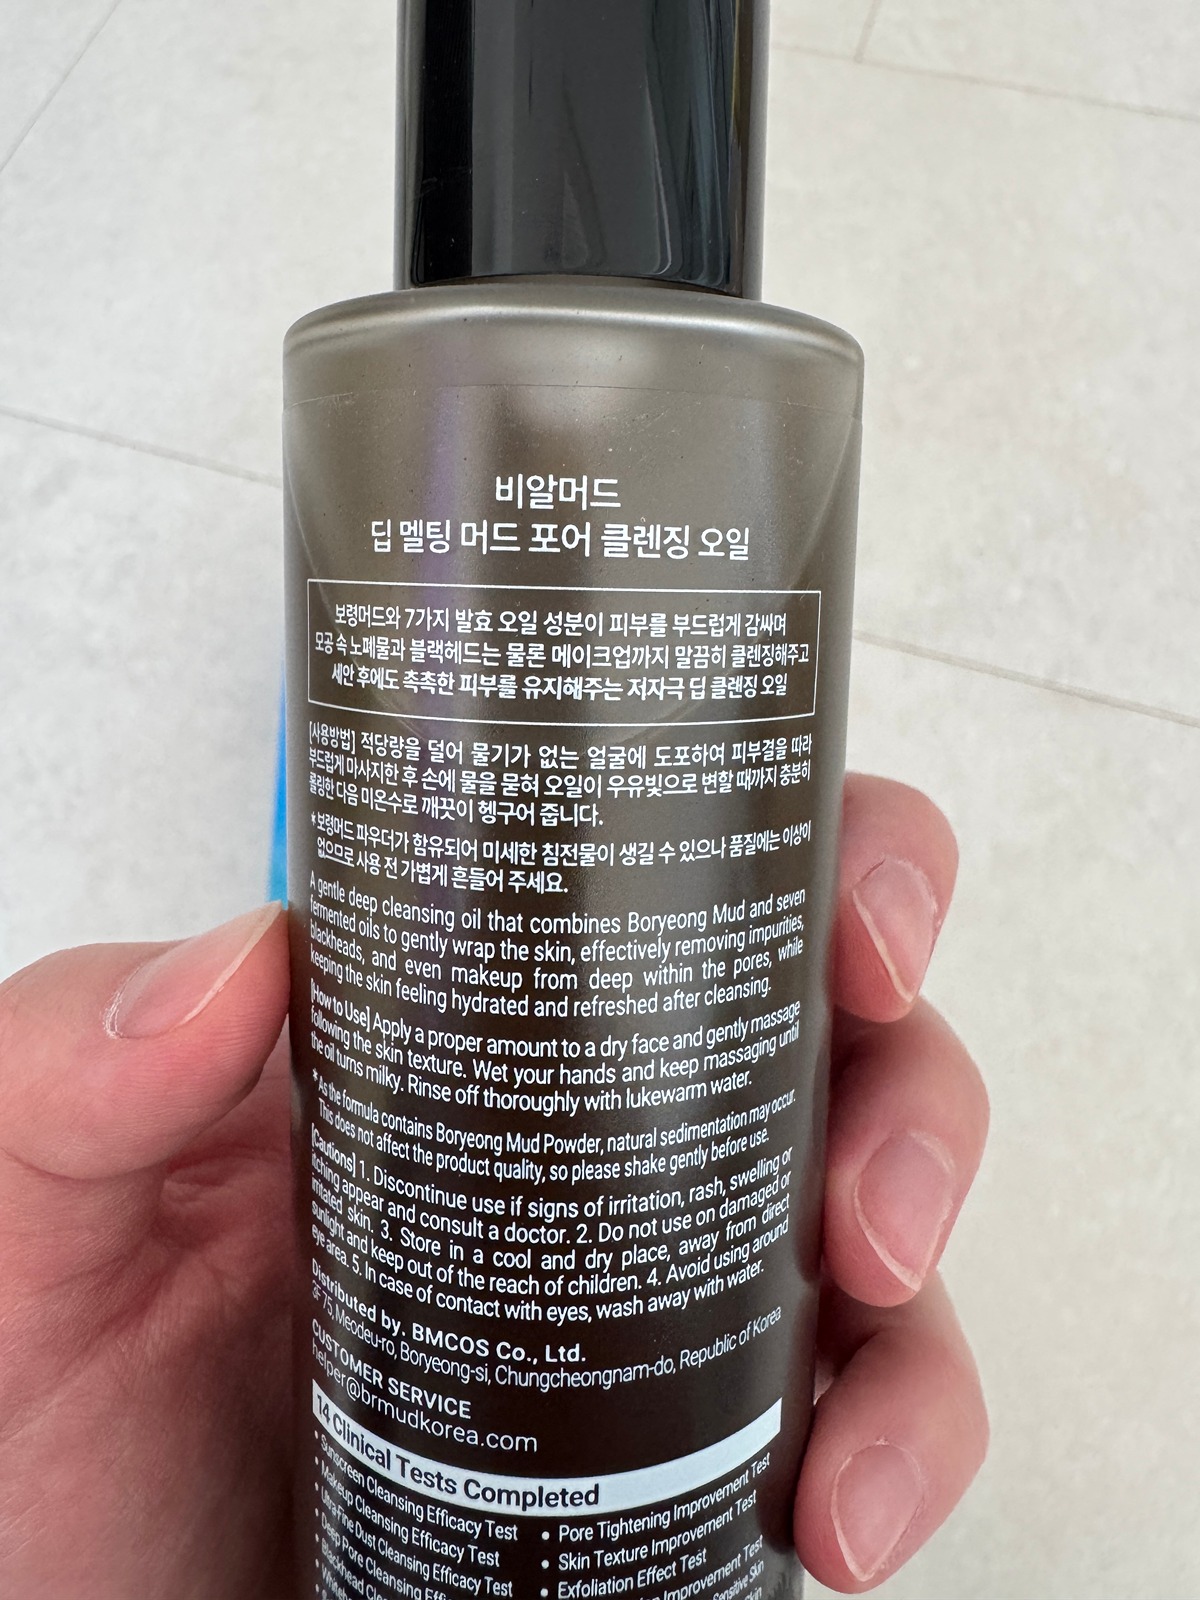 비알머드
딥 멜팅 머드 포어 클렌징 오일
보령머드와 7가지 발효 오일 성분이 피부를 부드럽게 감싸며
모공 속 노폐물과 블랙헤드는 물론 메이크업까지 말끔히 클렌징해주고
세안 후에도 촉촉한 피부를 유지해주는 저자극 딥 클렌징 오일
[사용방법] 적당량을 덜어 물기가 없는 얼굴에 도포하여 피부결을 따라
부드럽게 마사지한 후 손에 물을 묻혀 오일이 우유빛으로 변할 때까지 충분히
롤링한 다음 미온수로 깨끗이 헹구어 줍니다.
*보령머드 파우더가 함유되어 미세한 침전물이 생길 수 있으나 품질에는 이상이
없으므로 사용 전 가볍게 흔들어 주세요.
A gentle deep cleansing oil that combines Boryeong Mud and seven
fermented oils to gently wrap the skin, effectively removing impurities,
blackheads, and even makeup from deep within the pores, while
keeping the skin feeling hydrated and refreshed after cleansing.
[How to Use] Apply a proper amount to a dry face and gently massage
following the skin texture. Wet your hands and keep massaging until
the oil turns milky. Rinse off thoroughly with lukewarm water.
*As the formula contains Boryeong Mud Powder, natural sedimentation may occur.
This does not affect the product quality, so please shake gently before use.
[Cautions] 1. Discontinue use if signs of irritation, rash, swelling or
itching appear and consult a doctor. 2. Do not use on damaged or
irritated skin. 3. Store in a cool and dry place, away from direct
sunlight and keep out of the reach of children. 4. Avoid using around
eye area. 5. In case of contact with eyes, wash away with water.
Distributed by. BMCOS Co., Ltd.
3F 75, Meodeu-ro, Boryeong-si, Chungcheongnam-do, Republic of Korea
CUSTOMER SERVICE
helper@brmudkorea.com
14 Clinical Tests Completed
• Sunscreen Cleansing Efficacy Test
• Makeup Cleansing Efficacy Test
• Ultra-Fine Dust Cleansing Efficacy Test
• Deep Pore Cleansing
• Blackhead
• Pore Tightening Improvement Test
• Skin Texture Improvement Test
• Exfoliation Effect Test
Improvement Test
Sensitive Skin
Skin